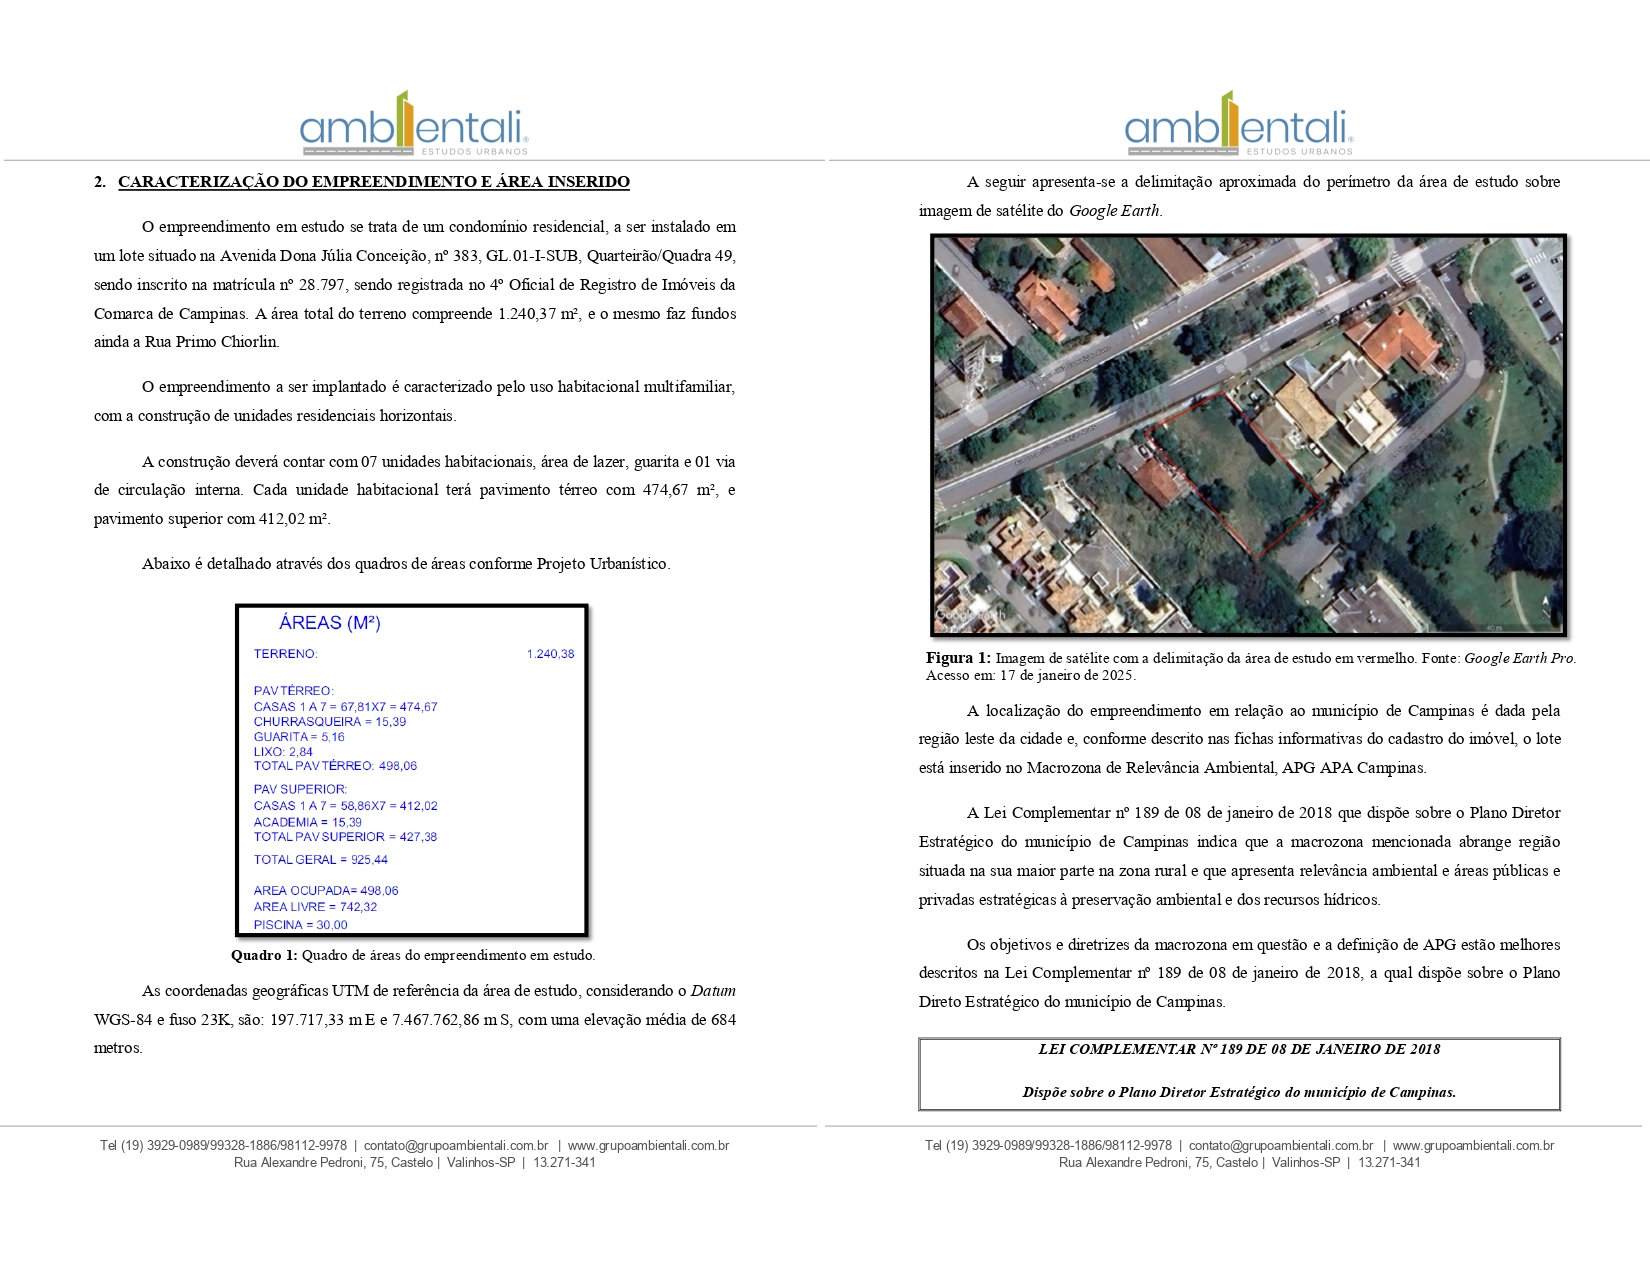 ambientali®
ESTUDOS URBANOS
2. CARACTERIZAÇÃO DO EMPREENDIMENTO E ÁREA INSERIDO
O empreendimento em estudo se trata de um condomínio residencial, a ser instalado em
um lote situado na Avenida Dona Júlia Conceição, nº 383, GL.01-I-SUB, Quarteirão/Quadra 49,
sendo inscrito na matrícula nº 28.797, sendo registrada no 4º Oficial de Registro de Imóveis da
Comarca de Campinas. A área total do terreno compreende 1.240,37 m², e o mesmo faz fundos
ainda a Rua Primo Chiorlin.
O empreendimento a ser implantado é caracterizado pelo uso habitacional multifamiliar,
com a construção de unidades residenciais horizontais.
A construção deverá contar com 07 unidades habitacionais, área de lazer, guarita e 01 via
de circulação interna. Cada unidade habitacional terá pavimento térreo com 474,67 m², e
pavimento superior com 412,02 m².
Abaixo é detalhado através dos quadros de áreas conforme Projeto Urbanístico.
ÁREAS (M²)
TERRENO: 1.240,38
PAV TÉRREO:
CASAS 1 A 7 = 67,81X7 = 474,67
CHURRASQUEIRA = 15,39
GUARITA = 5,16
LIXO: 2,84
TOTAL PAV TÉRREO: 498,06
PAV SUPERIOR:
CASAS 1 A 7 = 58,86X7 = 412,02
ACADEMIA = 15,39
TOTAL PAV SUPERIOR = 427,38
TOTAL GERAL = 925,44
AREA OCUPADA= 498,06
AREA LIVRE = 742,32
PISCINA = 30,00
Quadro 1: Quadro de áreas do empreendimento em estudo.
As coordenadas geográficas UTM de referência da área de estudo, considerando o Datum
WGS-84 e fuso 23K, são: 197.717,33 m E e 7.467.762,86 m S, com uma elevação média de 684
metros.
Tel (19) 3929-0989/99328-1886/98112-9978 | contato@grupoambientali.com.br | www.grupoambientali.com.br
Rua Alexandre Pedroni, 75, Castelo | Valinhos-SP | 13.271-341
ambientali®
ESTUDOS URBANOS
A seguir apresenta-se a delimitação aproximada do perímetro da área de estudo sobre
imagem de satélite do Google Earth.
Google Earth
N
40 m
Figura 1: Imagem de satélite com a delimitação da área de estudo em vermelho. Fonte: Google Earth Pro.
Acesso em: 17 de janeiro de 2025.
A localização do empreendimento em relação ao município de Campinas é dada pela
região leste da cidade e, conforme descrito nas fichas informativas do cadastro do imóvel, o lote
está inserido no Macrozona de Relevância Ambiental, APG APA Campinas.
A Lei Complementar nº 189 de 08 de janeiro de 2018 que dispõe sobre o Plano Diretor
Estratégico do município de Campinas indica que a macrozona mencionada abrange região
situada na sua maior parte na zona rural e que apresenta relevância ambiental e áreas públicas e
privadas estratégicas à preservação ambiental e dos recursos hídricos.
Os objetivos e diretrizes da macrozona em questão e a definição de APG estão melhores
descritos na Lei Complementar nº 189 de 08 de janeiro de 2018, a qual dispõe sobre o Plano
Direto Estratégico do município de Campinas.
LEI COMPLEMENTAR Nº 189 DE 08 DE JANEIRO DE 2018
Dispõe sobre o Plano Diretor Estratégico do município de Campinas.
Tel (19) 3929-0989/99328-1886/98112-9978 | contato@grupoambientali.com.br | www.grupoambientali.com.br
Rua Alexandre Pedroni, 75, Castelo | Valinhos-SP | 13.271-341